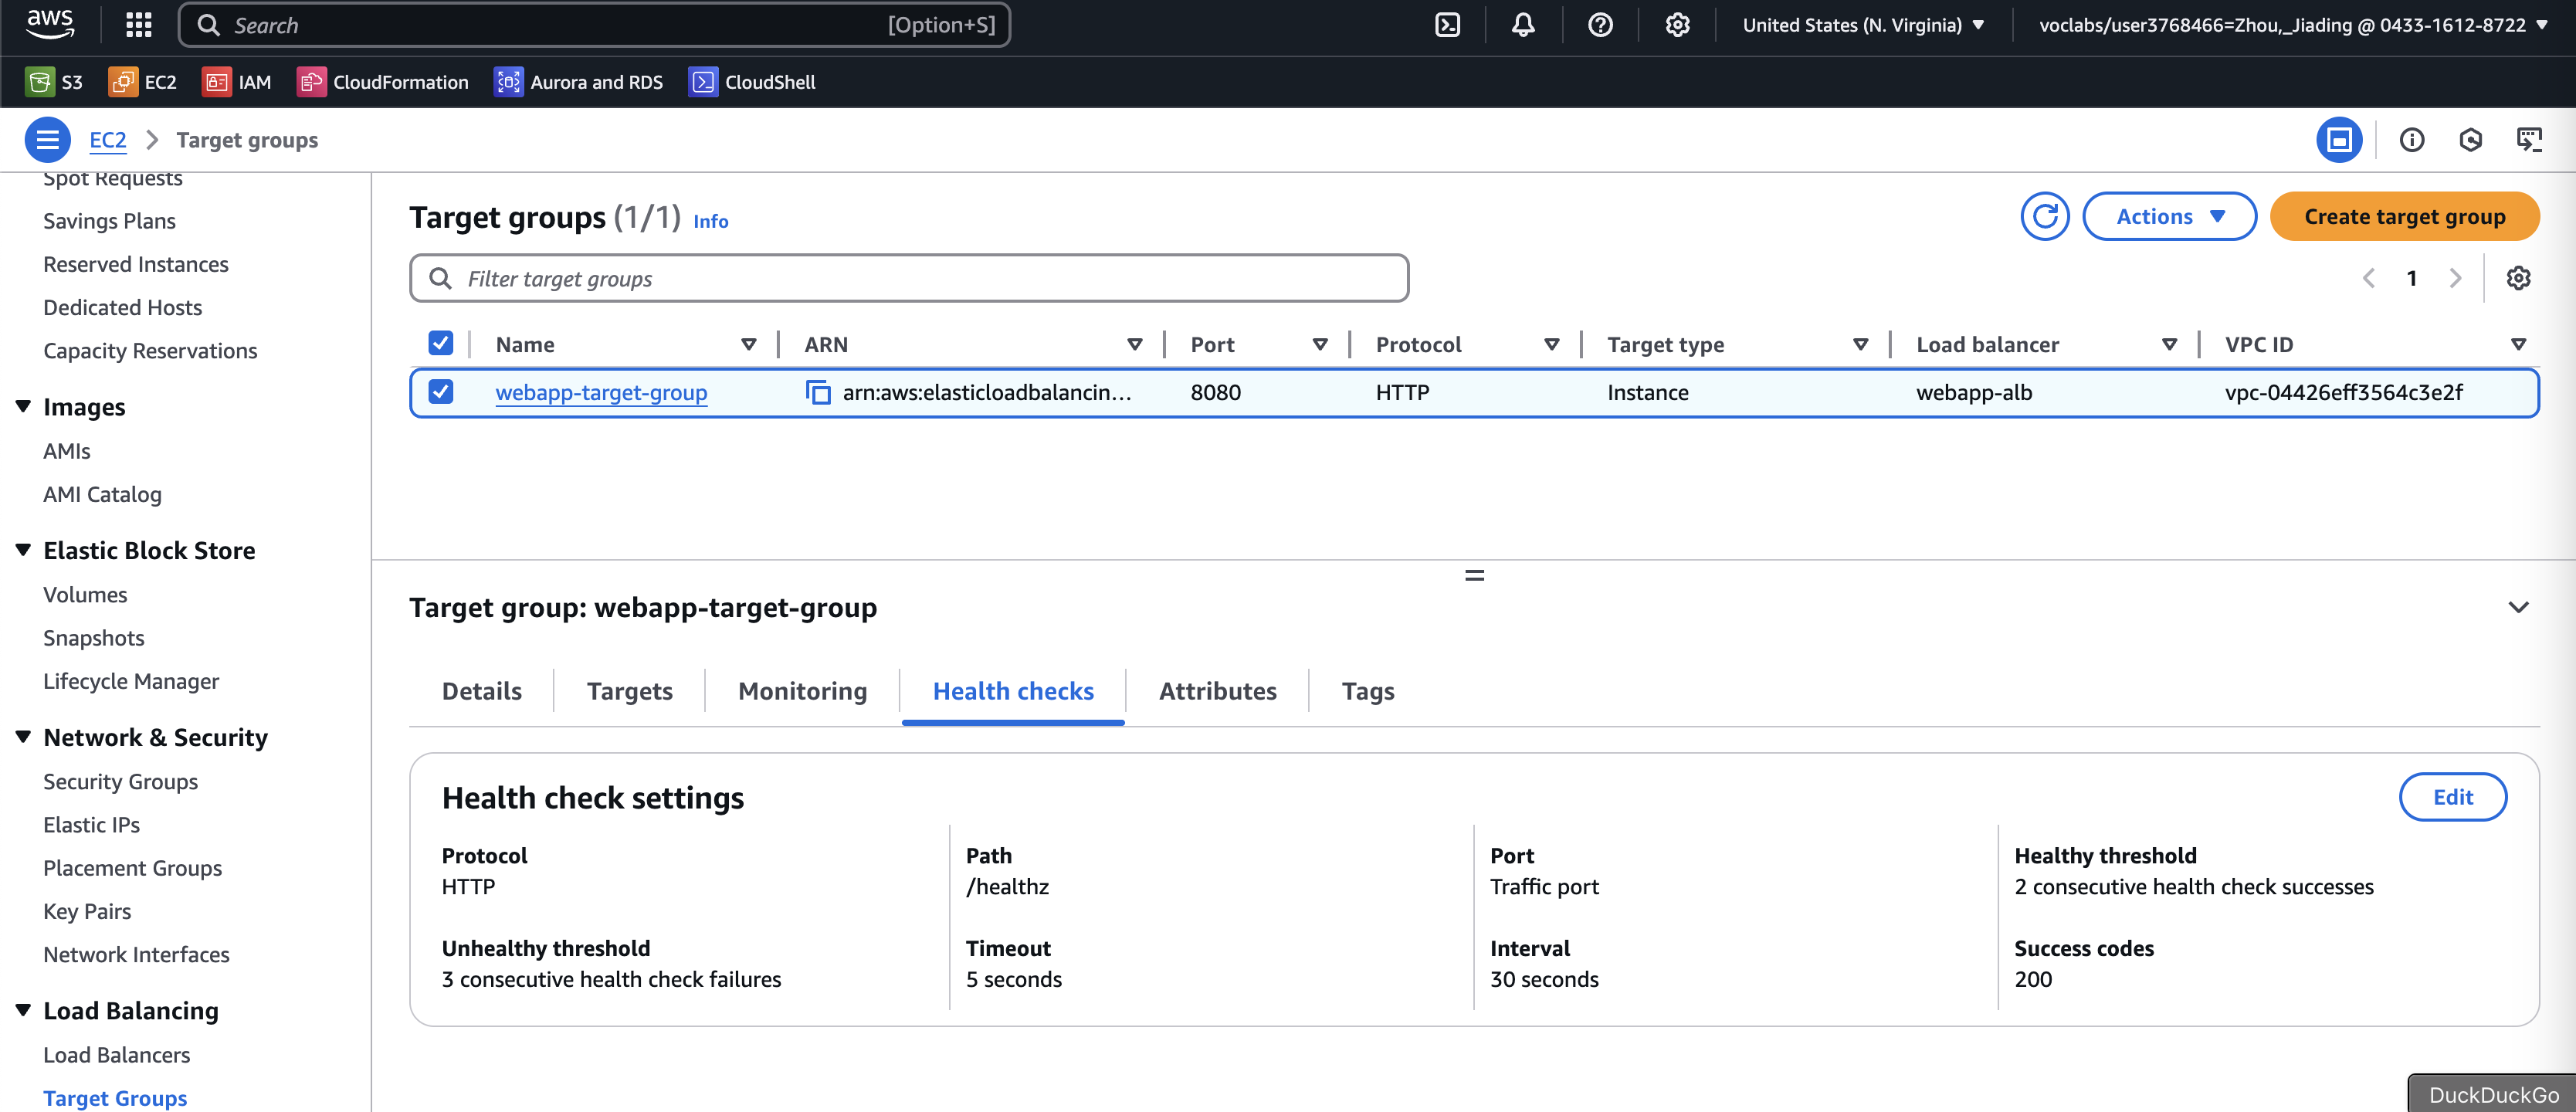 aws
Search [Option+S]
United States (N. Virginia)
voclabs/user3768466=Zhou,_Jiading @ 0433-1612-8722
S3 EC2 IAM CloudFormation Aurora and RDS CloudShell
EC2 > Target groups
Spot Requests
Savings Plans
Reserved Instances
Dedicated Hosts
Capacity Reservations
Images
AMIs
AMI Catalog
Elastic Block Store
Volumes
Snapshots
Lifecycle Manager
Network & Security
Security Groups
Elastic IPs
Placement Groups
Key Pairs
Network Interfaces
Load Balancing
Load Balancers
Target Groups
Target groups (1/1) Info
Actions
Create target group
Filter target groups
1
Name ARN Port Protocol Target type Load balancer VPC ID
webapp-target-group arn:aws:elasticloadbalancin... 8080 HTTP Instance webapp-alb vpc-04426eff3564c3e2f
Target group: webapp-target-group
Details Targets Monitoring Health checks Attributes Tags
Health check settings
Edit
Protocol
HTTP
Path
/healthz
Port
Traffic port
Healthy threshold
2 consecutive health check successes
Unhealthy threshold
3 consecutive health check failures
Timeout
5 seconds
Interval
30 seconds
Success codes
200
DuckDuckGo